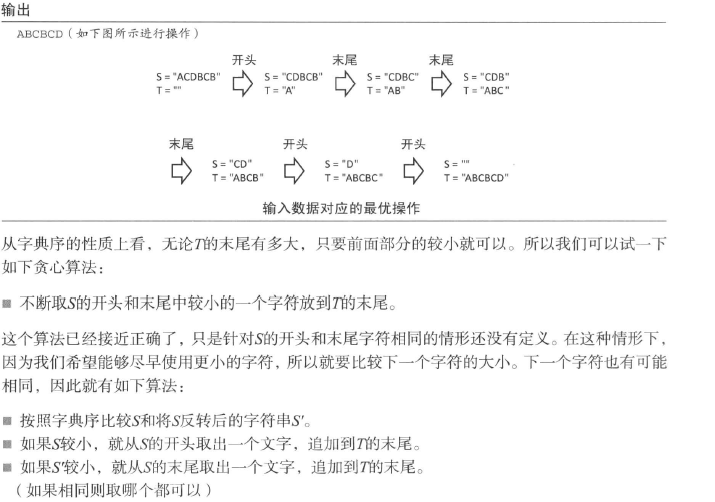 输出
ABCBCD（如下图所示进行操作）
开头 末尾 末尾
S = "ACDBCB" S = "CDBCB" S = "CDBC" S = "CDB"
T = "" T = "A" T = "AB" T = "ABC"
末尾 开头 开头
S = "CD" S = "D" S = ""
T = "ABCB" T = "ABCBC" T = "ABCBCD"
输入数据对应的最优操作
从字典序的性质上看，无论T的末尾有多大，只要前面部分的较小就可以。所以我们可以试一下
如下贪心算法：
■ 不断取S的开头和末尾中较小的一个字符放到T的末尾。
这个算法已经接近正确了，只是针对S的开头和末尾字符相同的情形还没有定义。在这种情形下，
因为我们希望能够尽早使用更小的字符，所以就要比较下一个字符的大小。下一个字符也有可能
相同，因此就有如下算法：
■ 按照字典序比较S和将S反转后的字符串S'。
■ 如果S较小，就从S的开头取出一个文字，追加到T的末尾。
■ 如果S'较小，就从S的末尾取出一个文字，追加到T的末尾。
（如果相同则取哪个都可以）